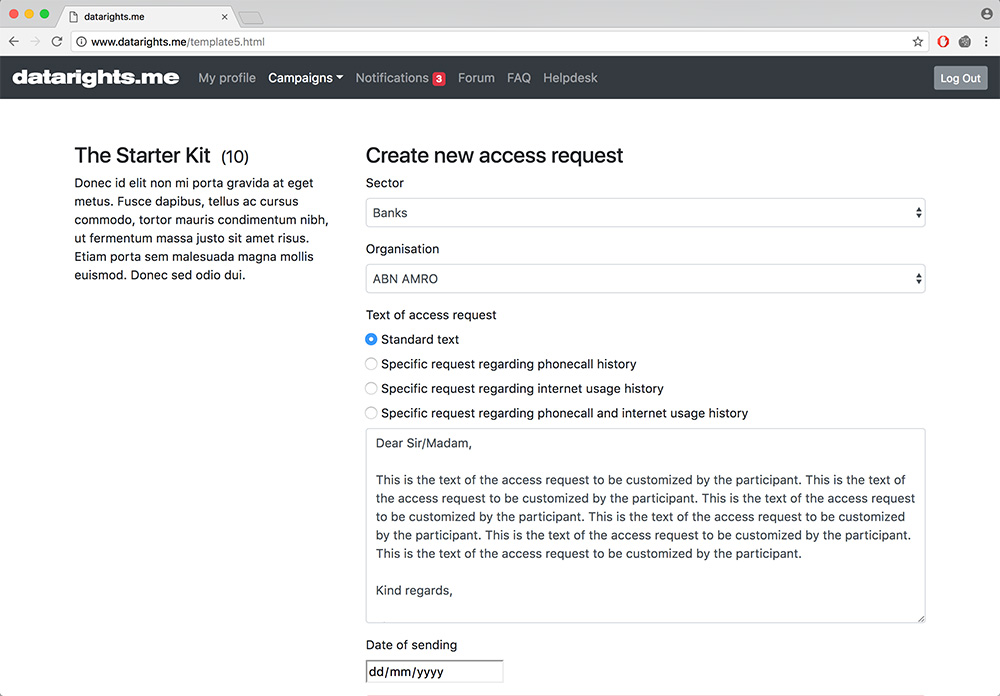 datarights.me
www.datarights.me/template5.html
datarights.me My profile Campaigns Notifications 3 Forum FAQ Helpdesk Log Out
The Starter Kit (10)
Donec id elit non mi porta gravida at eget
metus. Fusce dapibus, tellus ac cursus
commodo, tortor mauris condimentum nibh,
ut fermentum massa justo sit amet risus.
Etiam porta sem malesuada magna mollis
euismod. Donec sed odio dui.
Create new access request
Sector
Banks
Organisation
ABN AMRO
Text of access request
Standard text
Specific request regarding phonecall history
Specific request regarding internet usage history
Specific request regarding phonecall and internet usage history
Dear Sir/Madam,
This is the text of the access request to be customized by the participant. This is the text of
the access request to be customized by the participant. This is the text of the access request
to be customized by the participant. This is the text of the access request to be customized
by the participant. This is the text of the access request to be customized by the participant.
This is the text of the access request to be customized by the participant.
Kind regards,
Date of sending
dd/mm/yyyy